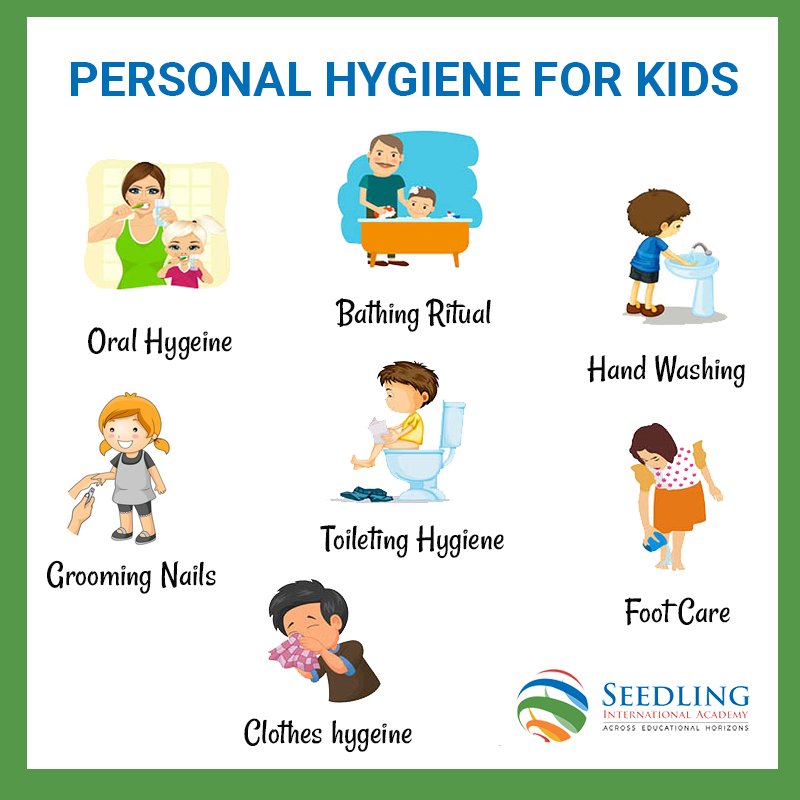 PERSONAL HYGIENE FOR KIDS
Oral Hygeine
Bathing Ritual
Hand Washing
Grooming Nails
Toileting Hygiene
Foot Care
Clothes hygeine
SEEDLING
INTERNATIONAL ACADEMY
ACROSS EDUCATIONAL HORIZONS